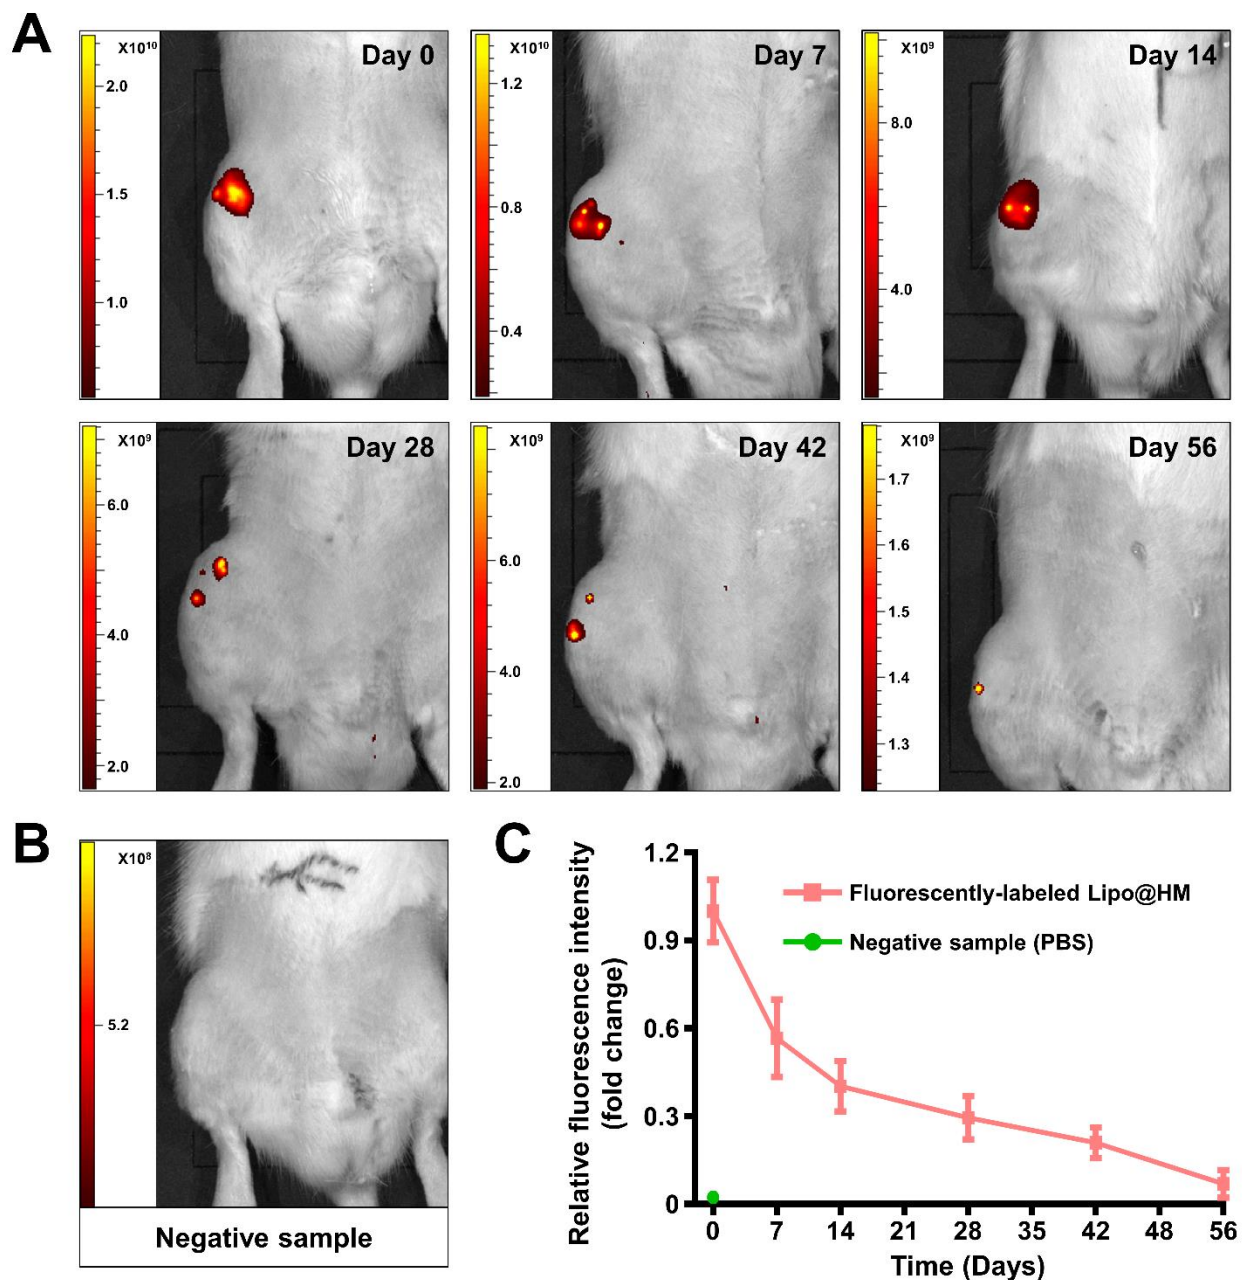 A
X10¹⁰
2.0
1.5
1.0
Day 0
X10¹⁰
1.2
0.8
0.4
Day 7
X10⁹
8.0
4.0
Day 14
X10⁹
6.0
4.0
2.0
Day 28
X10⁹
6.0
4.0
2.0
Day 42
X10⁹
1.7
1.6
1.5
1.4
1.3
Day 56
B
X10⁸
5.2
Negative sample
C
Relative fluorescence intensity
(fold change)
1.2
0.9
0.6
0.3
0
Fluorescently-labeled Lipo@HM
Negative sample (PBS)
0 7 14 21 28 35 42 48 56
Time (Days)